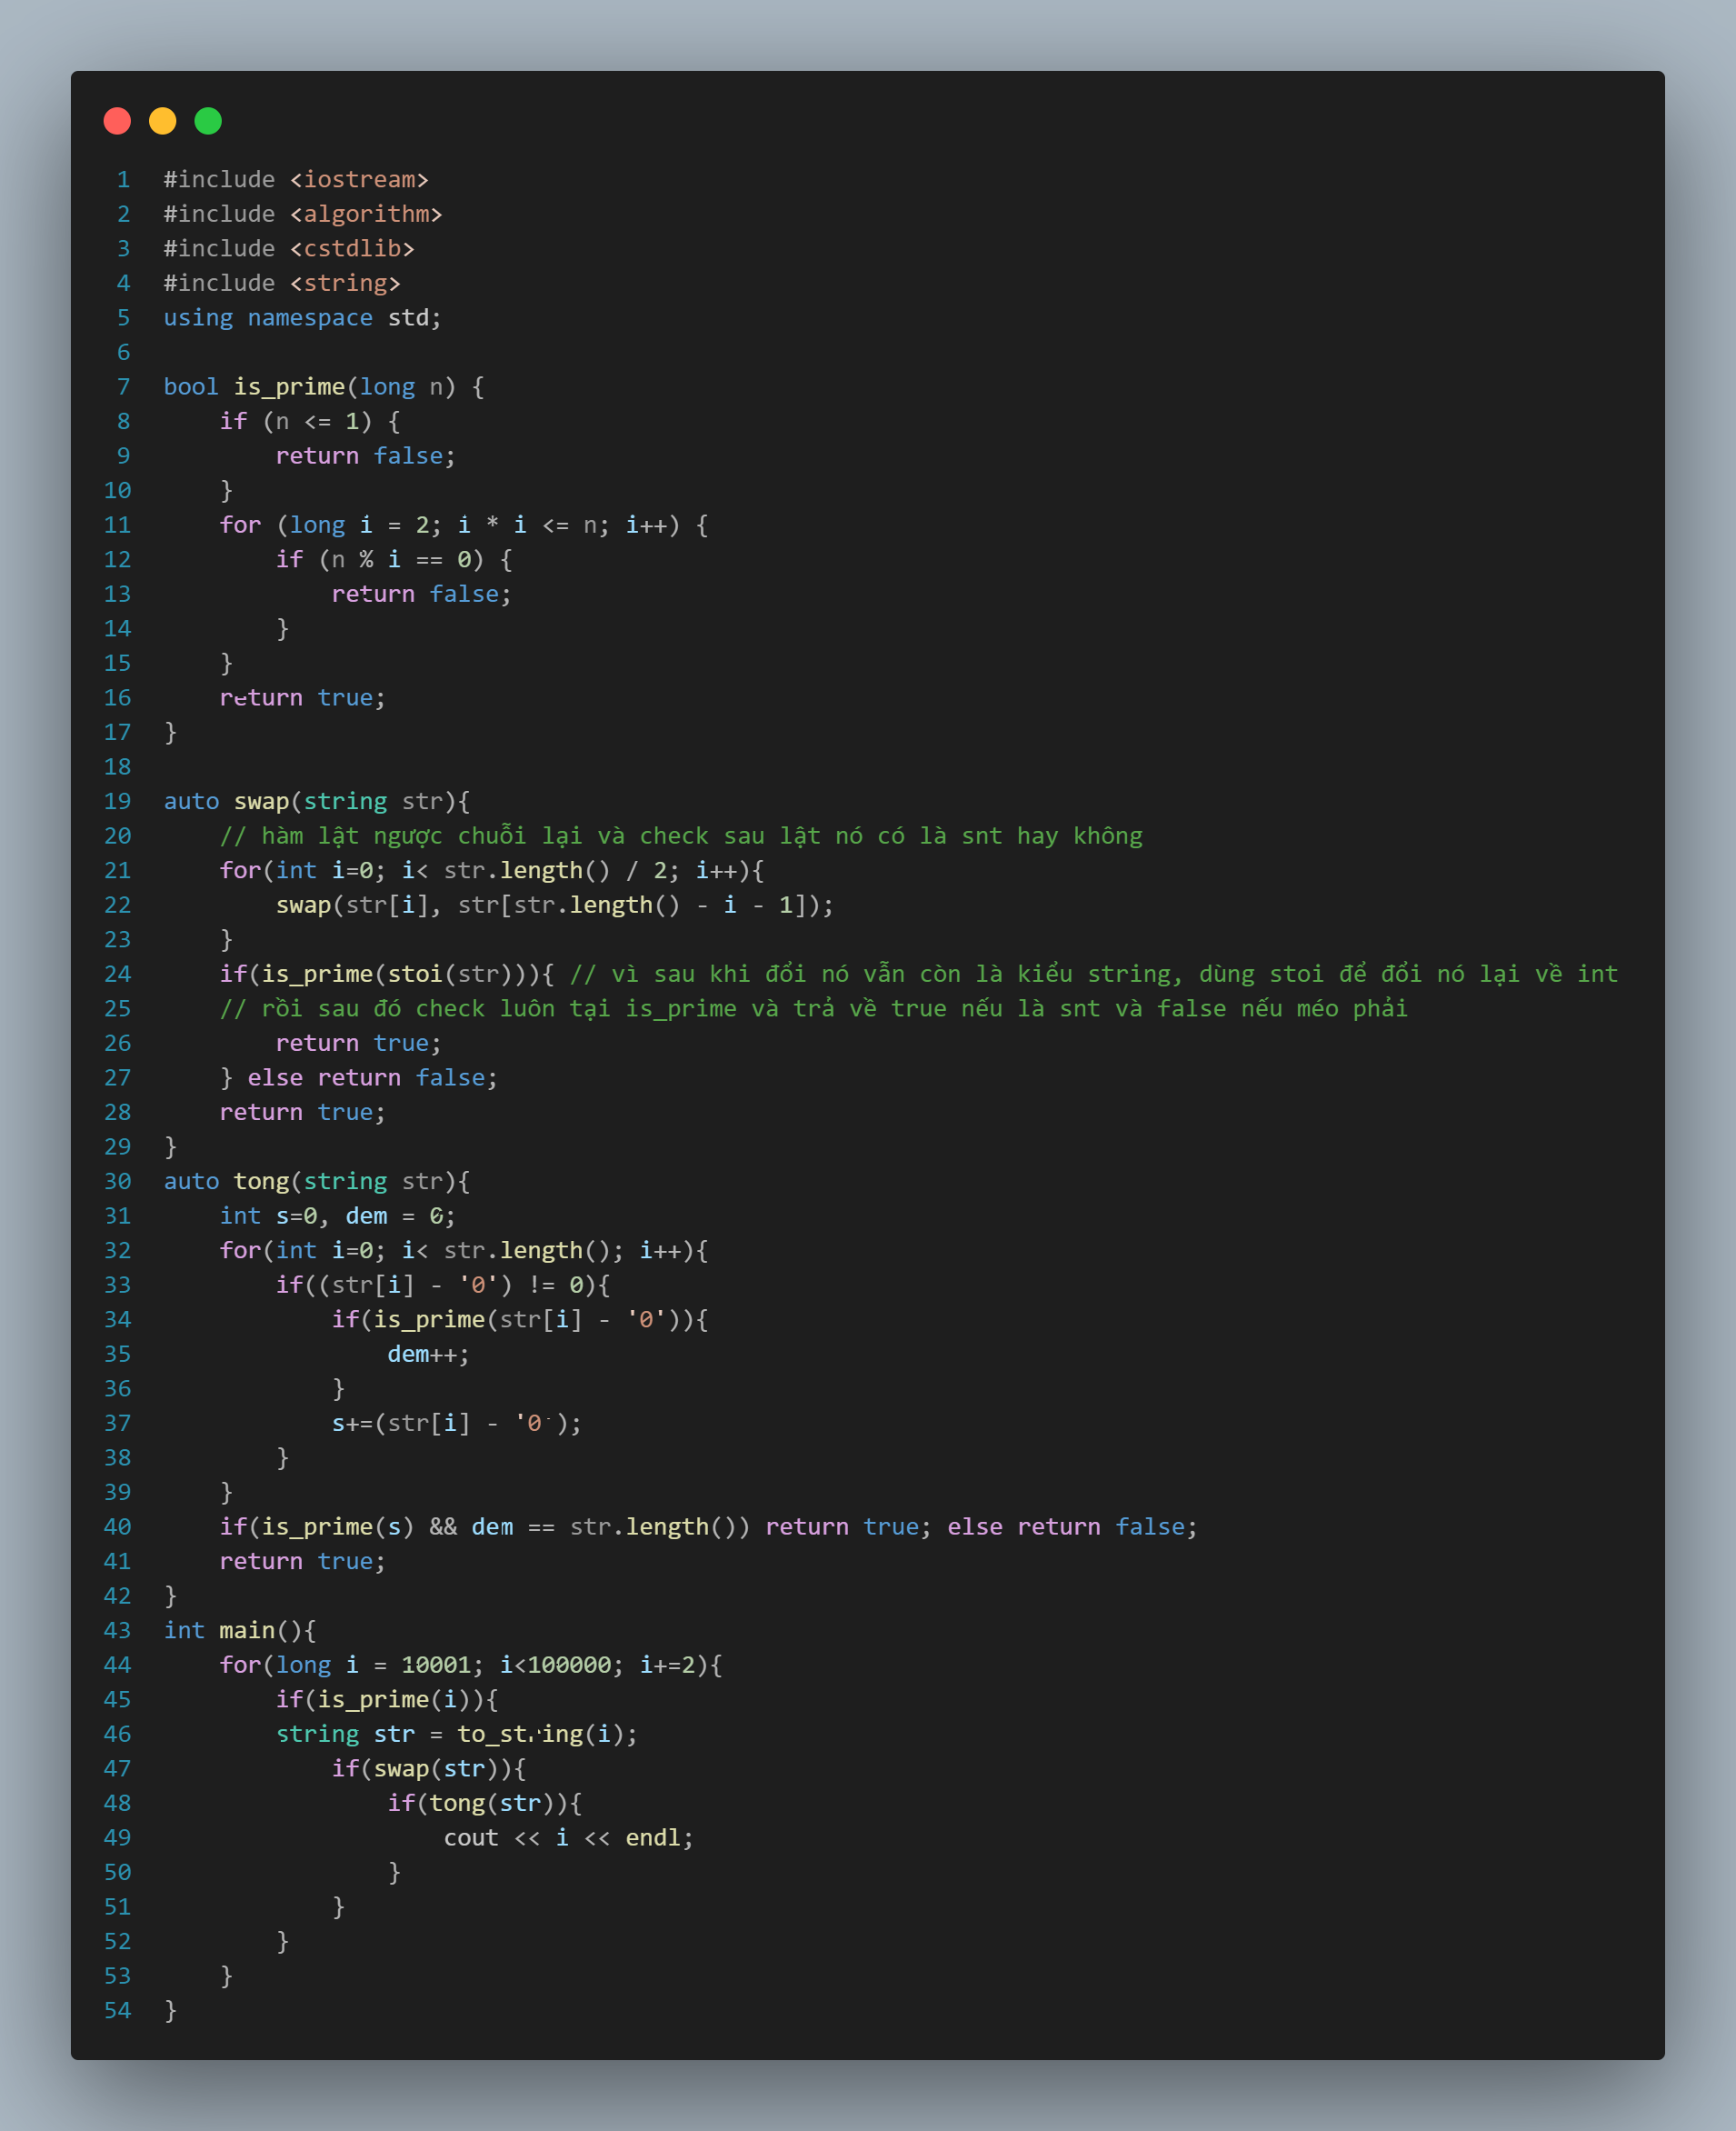 1 #include <iostream>
2 #include <algorithm>
3 #include <cstdlib>
4 #include <string>
5 using namespace std;
6
7 bool is_prime(long n) {
8     if (n <= 1) {
9         return false;
10     }
11     for (long i = 2; i * i <= n; i++) {
12         if (n % i == 0) {
13             return false;
14         }
15     }
16     return true;
17 }
18
19 auto swap(string str){
20     // hàm lật ngược chuỗi lại và check sau lật nó có là snt hay không
21     for(int i=0; i< str.length() / 2; i++){
22         swap(str[i], str[str.length() - i - 1]);
23     }
24     if(is_prime(stoi(str))){ // vì sau khi đổi nó vẫn còn là kiểu string, dùng stoi để đổi nó lại về int
25     // rồi sau đó check luôn tại is_prime và trả về true nếu là snt và false nếu méo phải
26         return true;
27     } else return false;
28     return true;
29 }
30 auto tong(string str){
31     int s=0, dem = 0;
32     for(int i=0; i< str.length(); i++){
33         if((str[i] - '0') != 0){
34             if(is_prime(str[i] - '0')){
35                 dem++;
36             }
37             s+=(str[i] - '0');
38         }
39     }
40     if(is_prime(s) && dem == str.length()) return true; else return false;
41     return true;
42 }
43 int main(){
44     for(long i = 10001; i<100000; i+=2){
45         if(is_prime(i)){
46         string str = to_string(i);
47             if(swap(str)){
48                 if(tong(str)){
49                     cout << i << endl;
50                 }
51             }
52         }
53     }
54 }